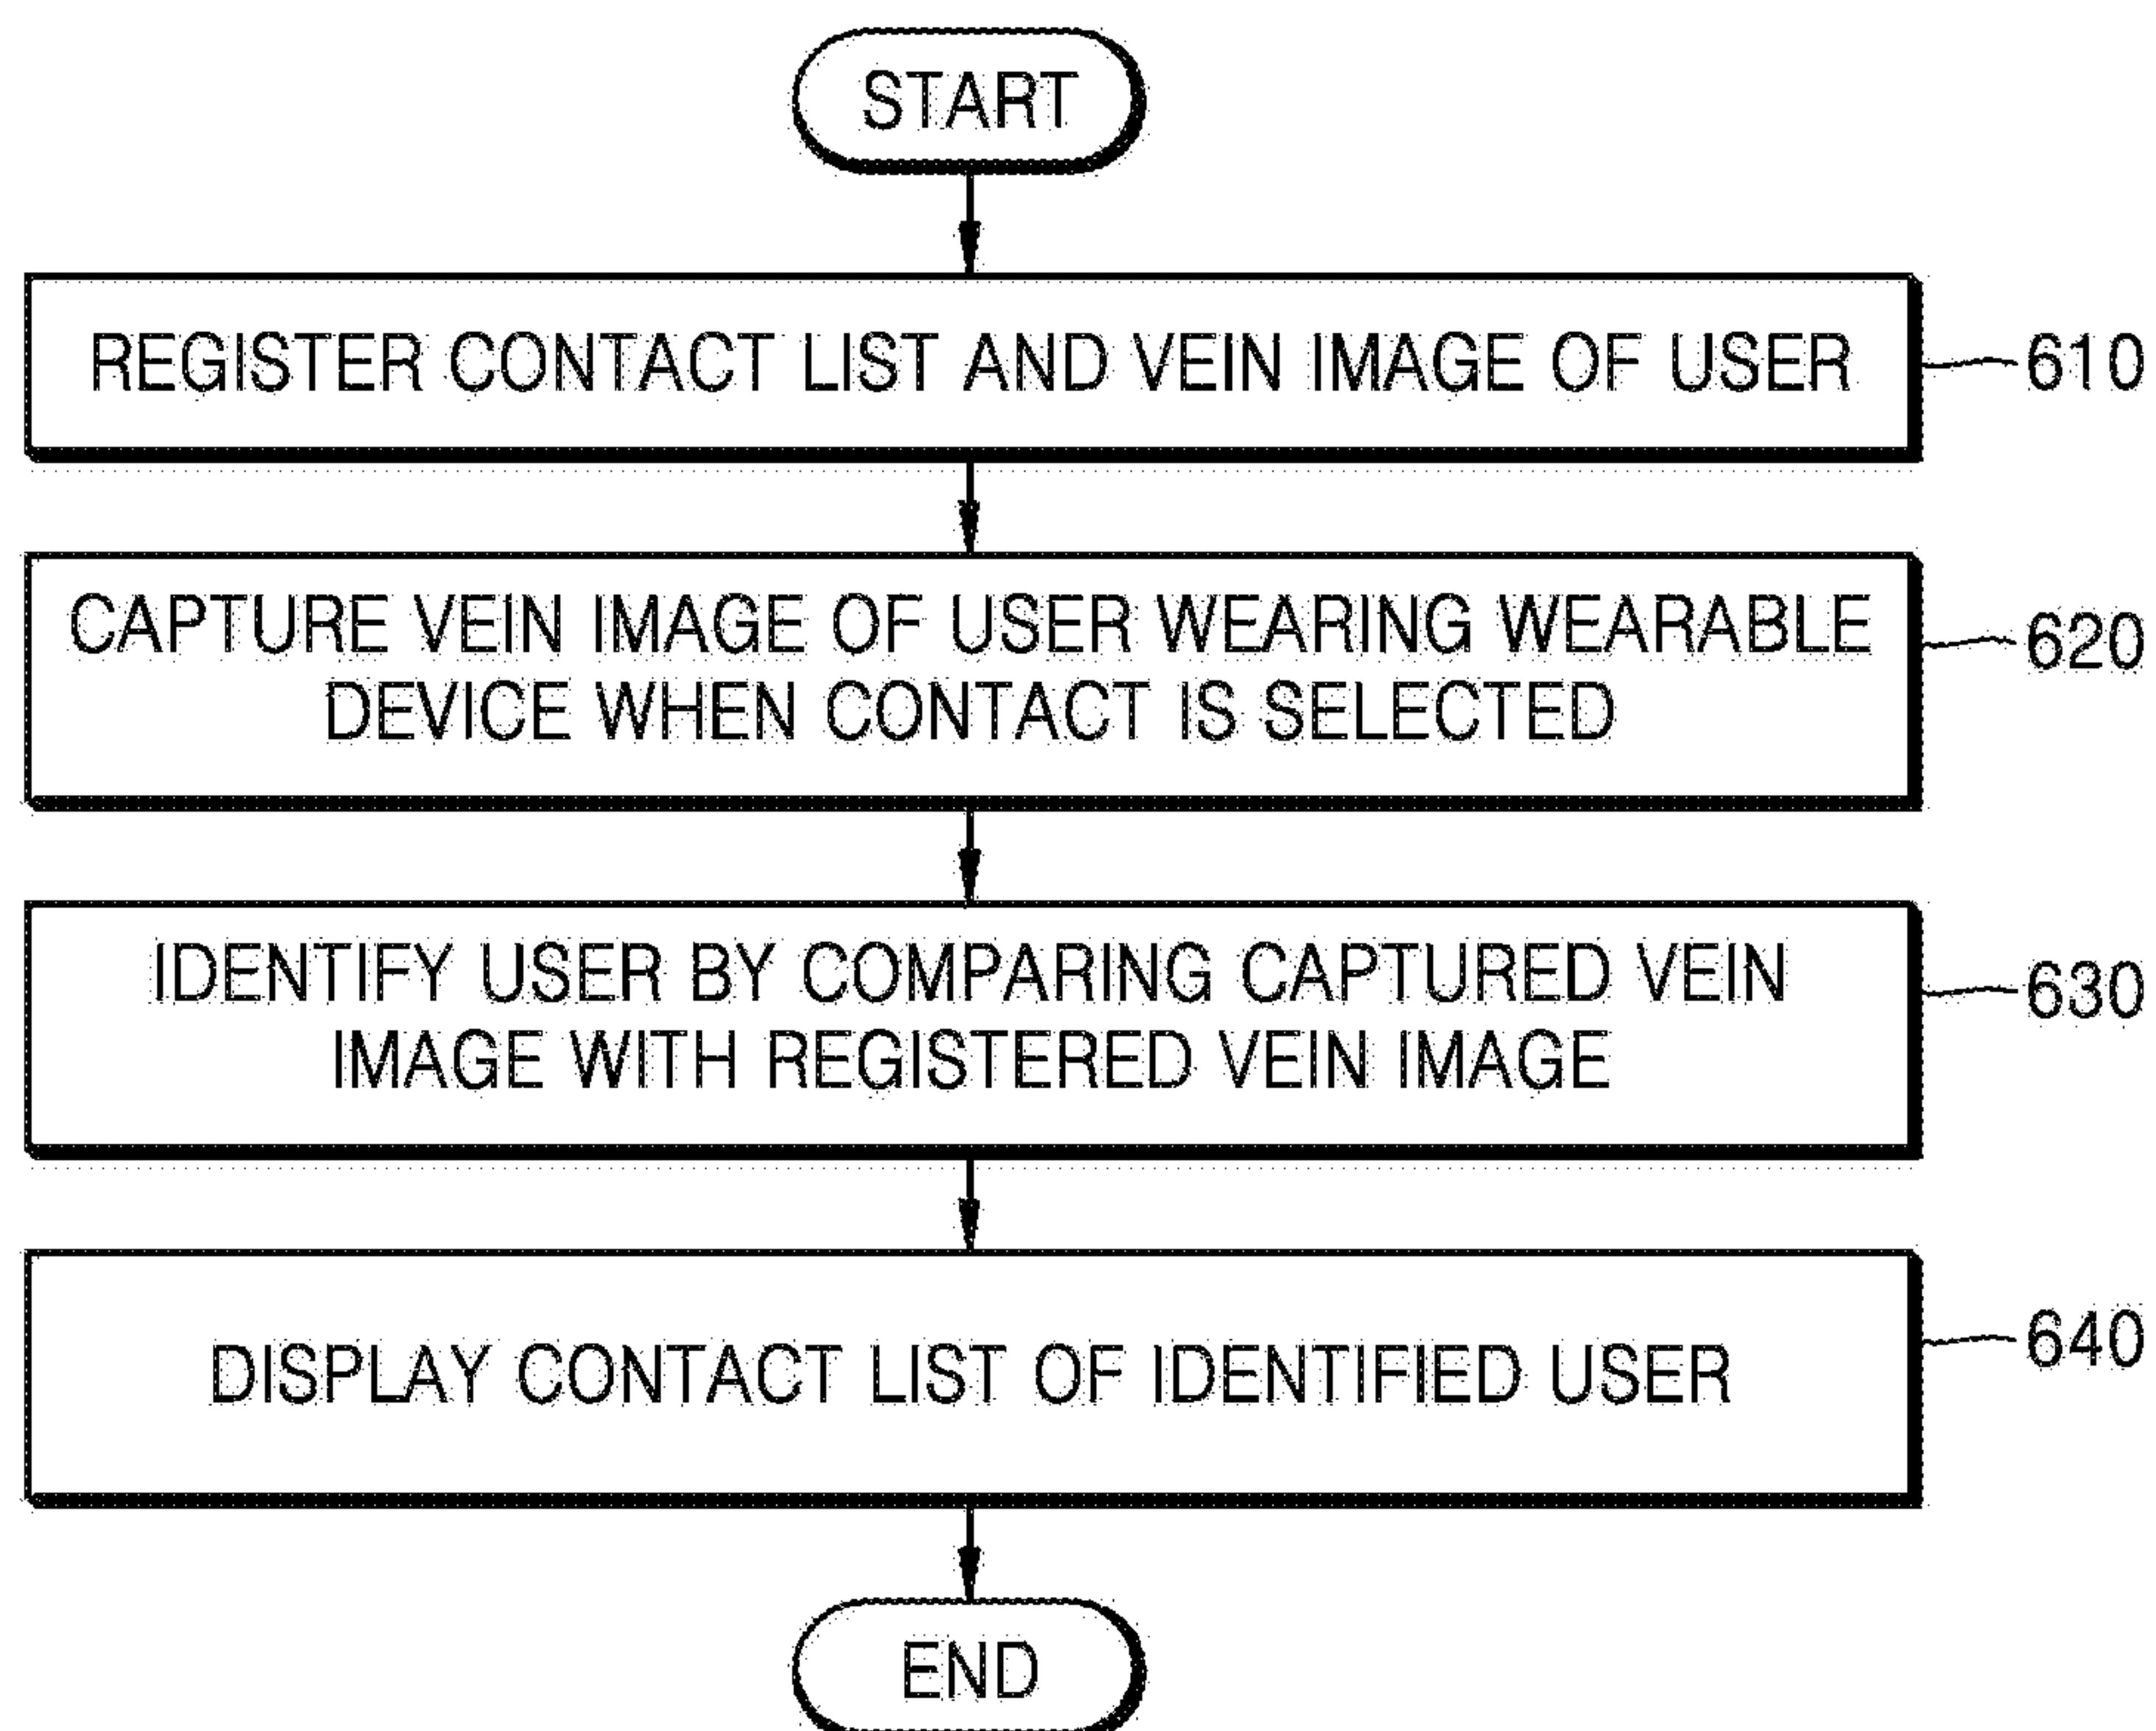 START
REGISTER CONTACT LIST AND VEIN IMAGE OF USER
610
CAPTURE VEIN IMAGE OF USER WEARING WEARABLE
DEVICE WHEN CONTACT IS SELECTED
620
IDENTIFY USER BY COMPARING CAPTURED VEIN
IMAGE WITH REGISTERED VEIN IMAGE
630
DISPLAY CONTACT LIST OF IDENTIFIED USER
640
END